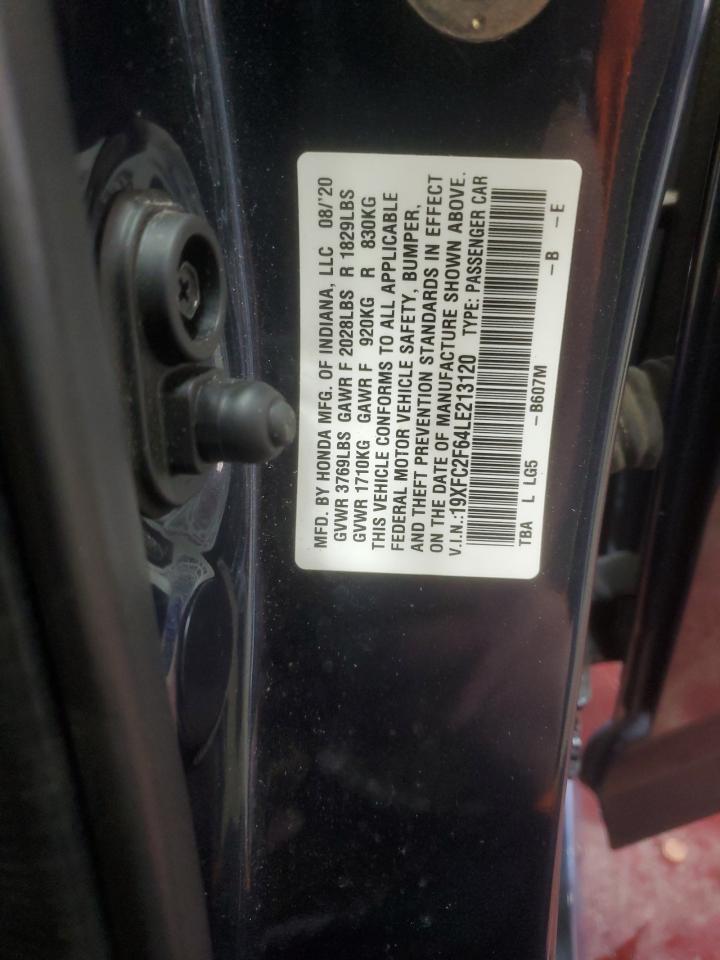 MFD. BY HONDA MFG. OF INDIANA, LLC 08/'20
GVWR 3769LBS GAWR F 2028LBS R 1829LBS
GVWR 1710KG GAWR F 920KG R 830KG
THIS VEHICLE CONFORMS TO ALL APPLICABLE
FEDERAL MOTOR VEHICLE SAFETY, BUMPER,
AND THEFT PREVENTION STANDARDS IN EFFECT
ON THE DATE OF MANUFACTURE SHOWN ABOVE.
V.I.N.:19XFC2F64LE213120 TYPE: PASSENGER CAR
TBA L LG5 –B607M –B –E